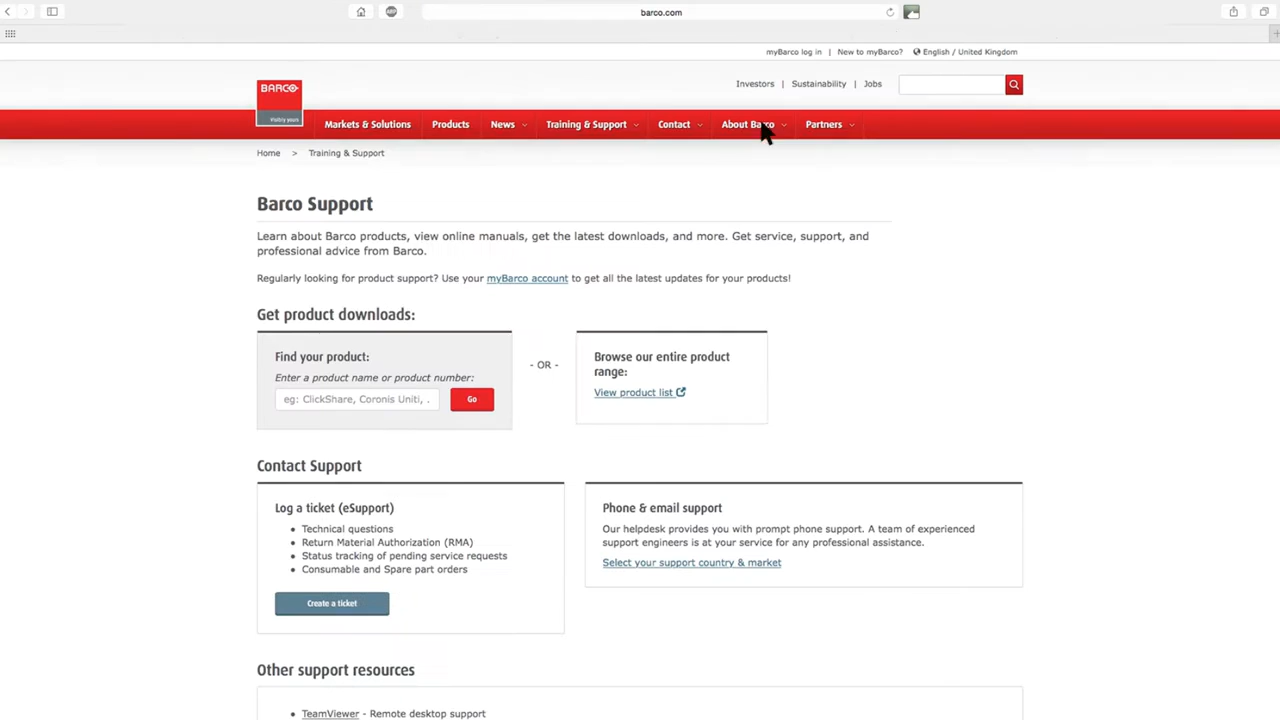 barco.com
ABP
myBarco log in | New to myBarco? English / United Kingdom
Investors | Sustainability | Jobs
BARCO
Visibly yours
Markets & Solutions Products News Training & Support Contact About Barco Partners
Home > Training & Support
Barco Support
Learn about Barco products, view online manuals, get the latest downloads, and more. Get service, support, and
professional advice from Barco.
Regularly looking for product support? Use your myBarco account to get all the latest updates for your products!
Get product downloads:
Find your product:
Enter a product name or product number:
eg: ClickShare, Coronis Uniti, .
Go
- OR -
Browse our entire product
range:
View product list
Contact Support
Log a ticket (eSupport)
• Technical questions
• Return Material Authorization (RMA)
• Status tracking of pending service requests
• Consumable and Spare part orders
Create a ticket
Phone & email support
Our helpdesk provides you with prompt phone support. A team of experienced
support engineers is at your service for any professional assistance.
Select your support country & market
Other support resources
• TeamViewer - Remote desktop support